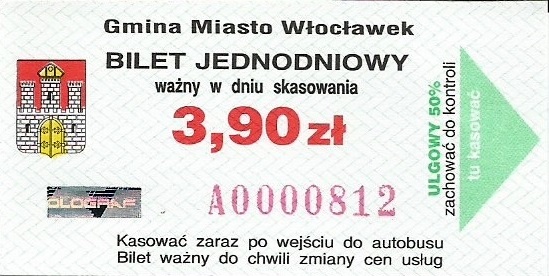 Gmina Miasto Włocławek
BILET JEDNODNIOWY
ważny w dniu skasowania
3,90 zł
ULGOWY 50%
zachować do kontroli
tu kasować
OLOGRAF
A0000812
Kasować zaraz po wejściu do autobusu
Bilet ważny do chwili zmiany cen usług